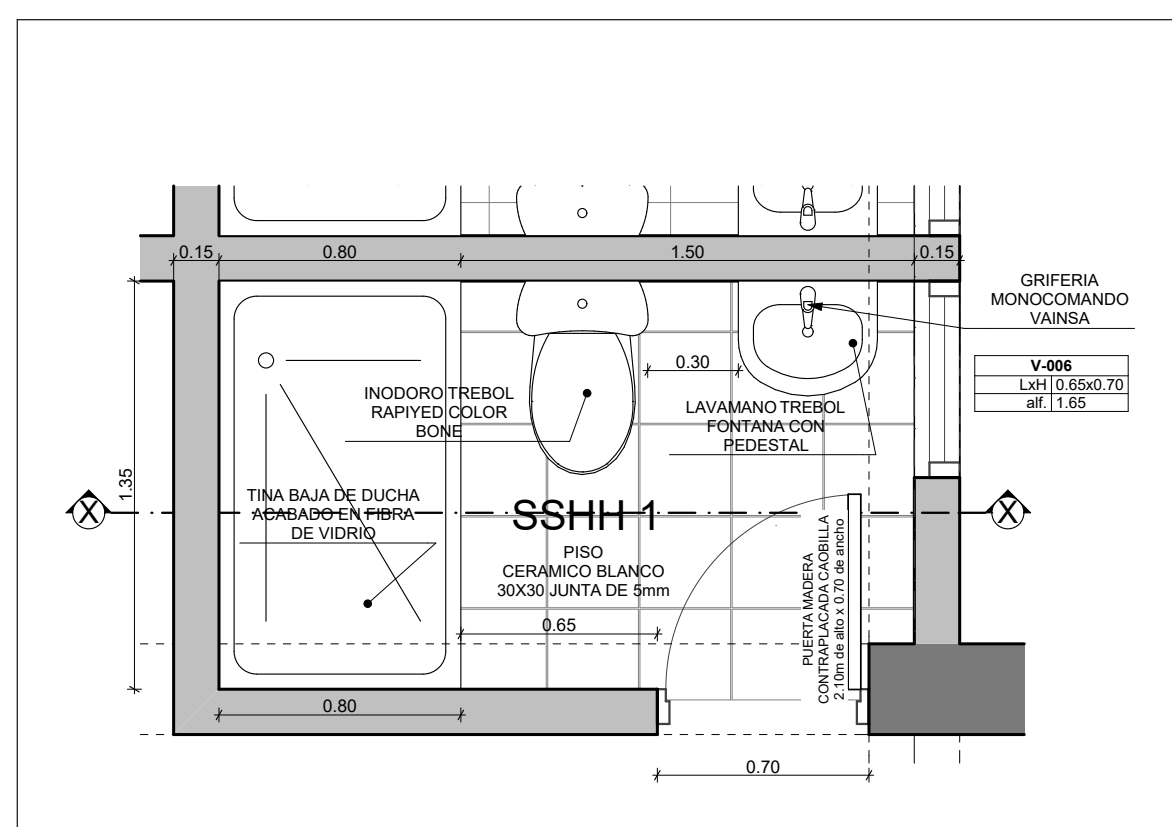 0.15
0.80
1.50
0.15
GRIFERIA
MONOCOMANDO
VAINSA
V-006
LxH 0.65x0.70
alf. 1.65
0.30
INODORO TREBOL
RAPIYED COLOR
BONE
LAVAMANO TREBOL
FONTANA CON
PEDESTAL
1.35
TINA BAJA DE DUCHA
ACABADO EN FIBRA
DE VIDRIO
X
SSHH 1
X
PISO
CERAMICO BLANCO
30X30 JUNTA DE 5mm
PUERTA MADERA
CONTRAPLACADA CAOBILLA
2.10m de alto x 0.70 de ancho
0.65
0.80
0.70